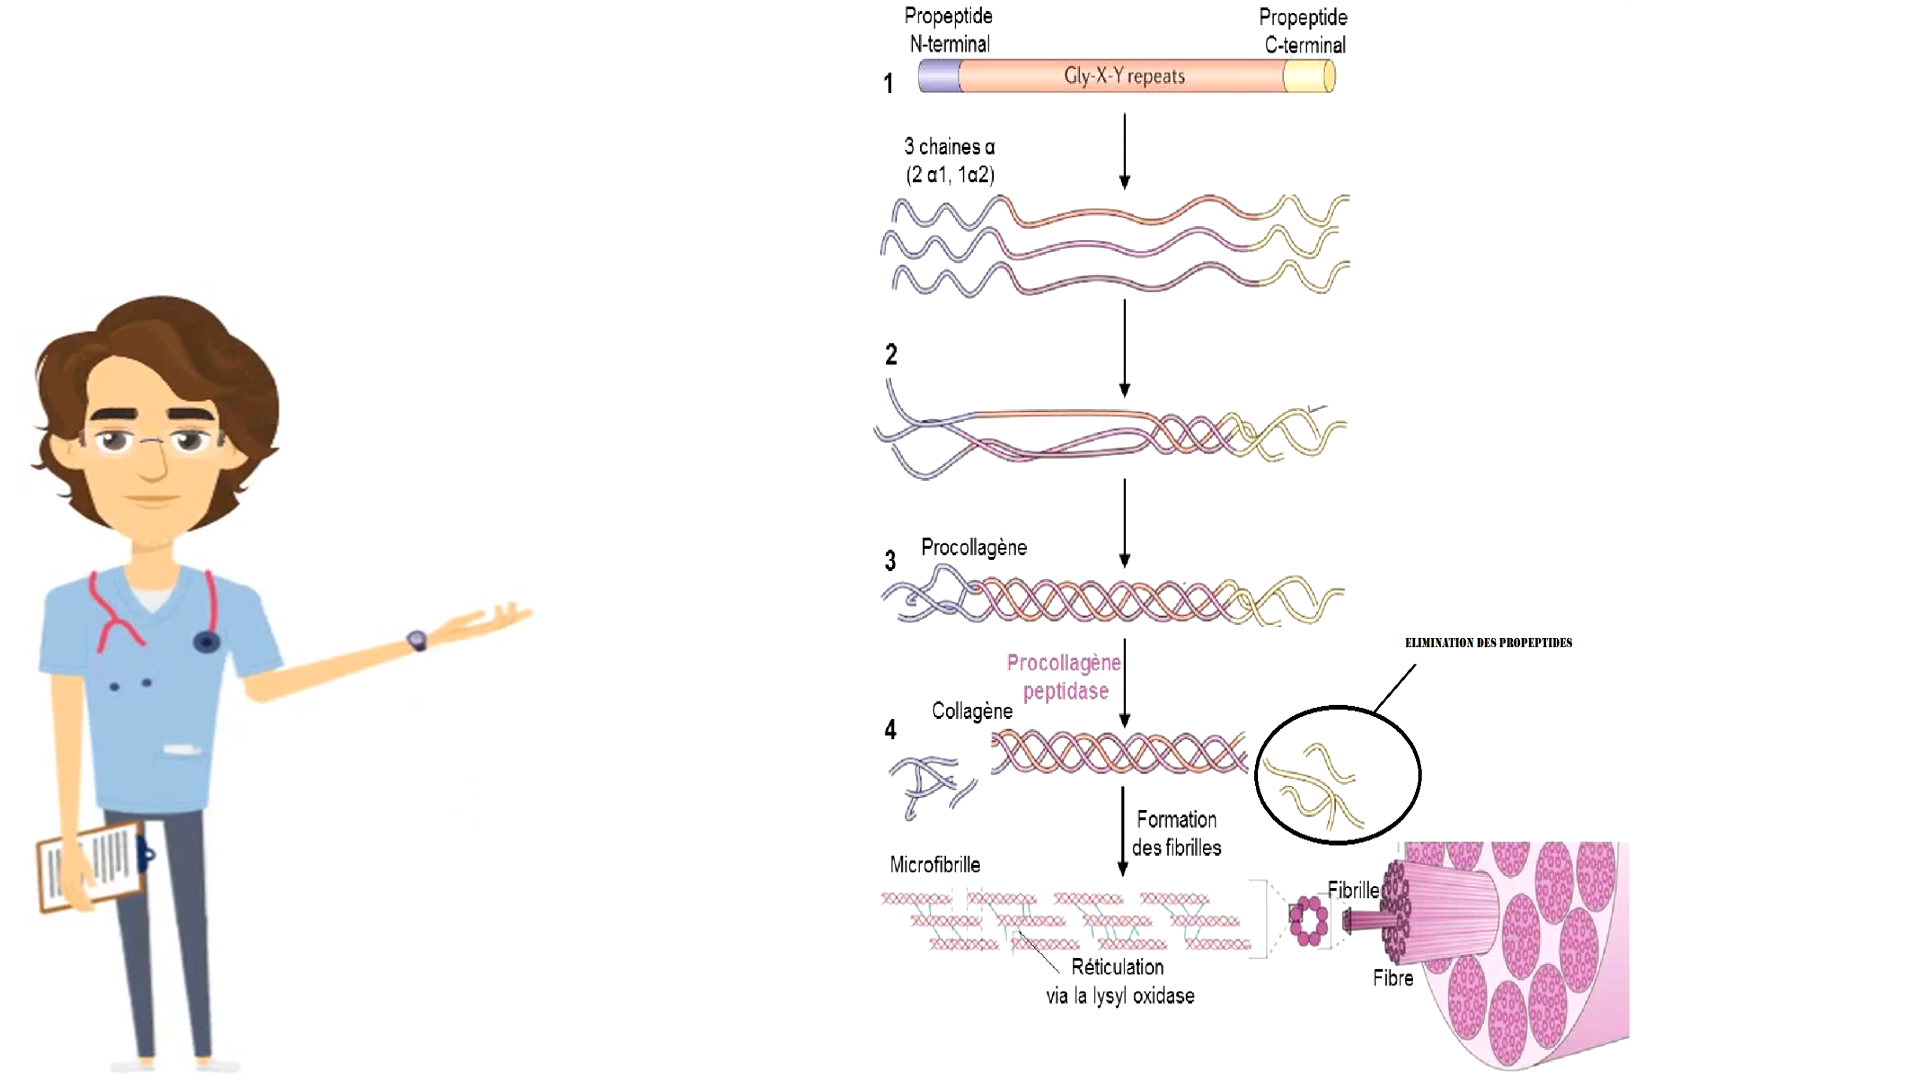 Propeptide
N-terminal
Propeptide
C-terminal
1
Gly-X-Y repeats
3 chaines α
(2 α1, 1α2)
2
3
Procollagène
ELIMINATION DES PROPEPTIDES
Procollagène
peptidase
4
Collagène
Formation
des fibrilles
Microfibrille
Fibrille
Réticulation
via la lysyl oxidase
Fibre